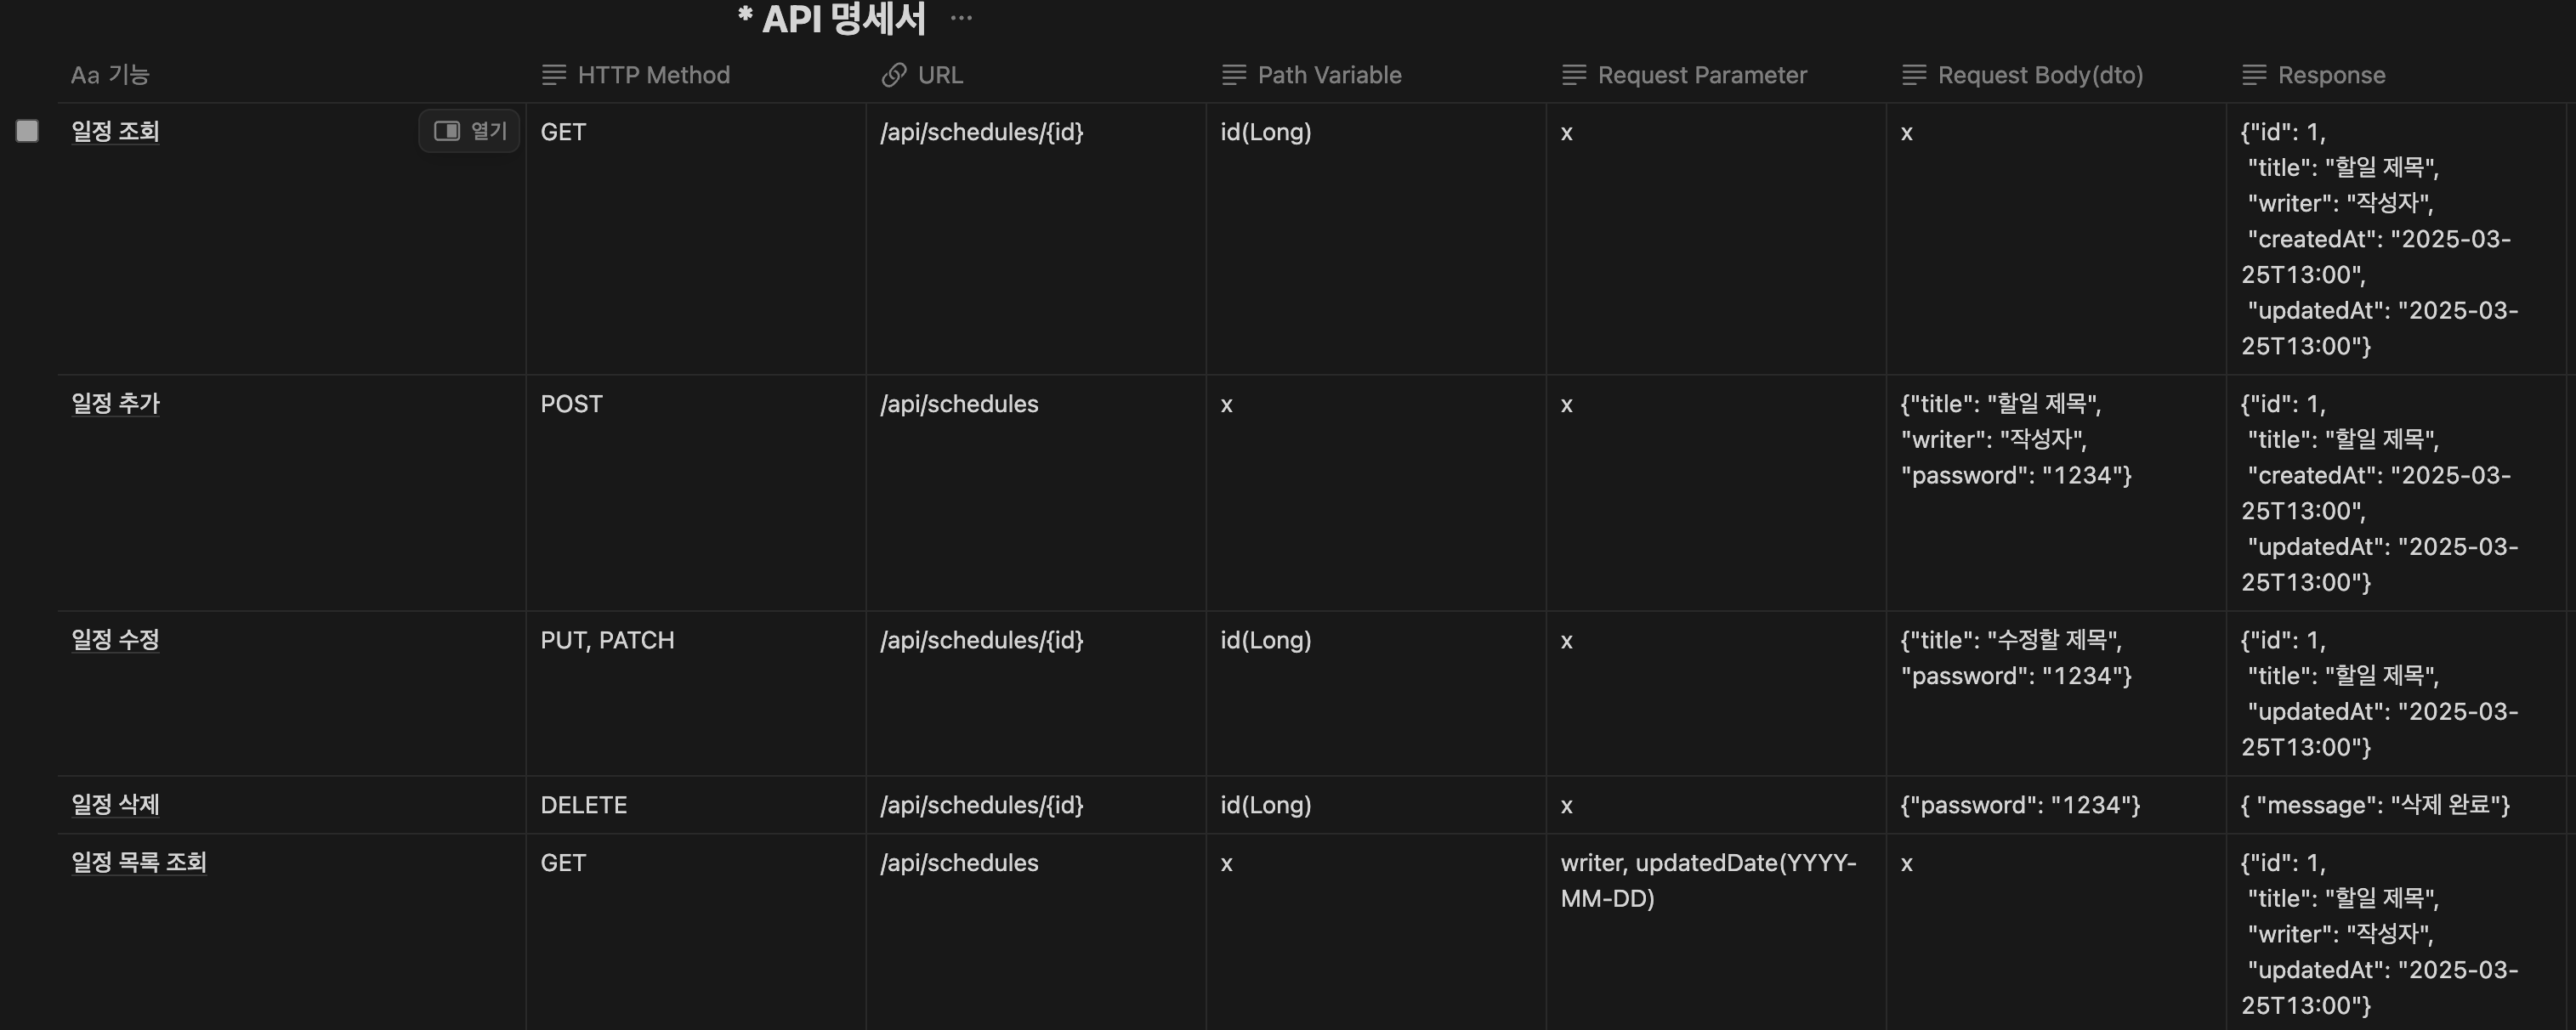 * API 명세서 ...
Aa 기능
HTTP Method
URL
Path Variable
Request Parameter
Request Body(dto)
Response
일정 조회
열기
GET
/api/schedules/{id}
id(Long)
x
x
{"id": 1,
"title": "할일 제목",
"writer": "작성자",
"createdAt": "2025-03-
25T13:00",
"updatedAt": "2025-03-
25T13:00"}
일정 추가
POST
/api/schedules
x
x
{"title": "할일 제목",
"writer": "작성자",
"password": "1234"}
{"id": 1,
"title": "할일 제목",
"createdAt": "2025-03-
25T13:00",
"updatedAt": "2025-03-
25T13:00"}
일정 수정
PUT, PATCH
/api/schedules/{id}
id(Long)
x
{"title": "수정할 제목",
"password": "1234"}
{"id": 1,
"title": "할일 제목",
"updatedAt": "2025-03-
25T13:00"}
일정 삭제
DELETE
/api/schedules/{id}
id(Long)
x
{"password": "1234"}
{ "message": "삭제 완료"}
일정 목록 조회
GET
/api/schedules
x
writer, updatedDate(YYYY-
MM-DD)
x
{"id": 1,
"title": "할일 제목",
"writer": "작성자",
"updatedAt": "2025-03-
25T13:00"}